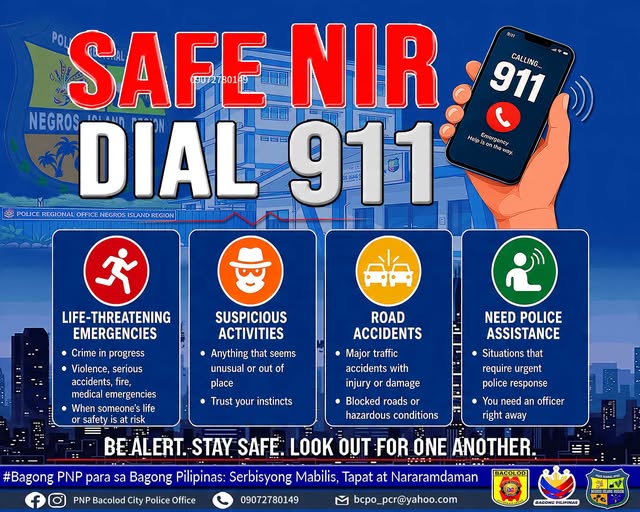 SAFE NIR
09072780149
DIAL 911
9:11
CALLING...
911
Emergency
Help is on the way.
NEGROS ISLAND REGION
POLICE REGIONAL OFFICE NEGROS ISLAND REGION
LIFE-THREATENING
EMERGENCIES
• Crime in progress
• Violence, serious
accidents, fire,
medical emergencies
• When someone's life
or safety is at risk
SUSPICIOUS
ACTIVITIES
• Anything that seems
unusual or out of
place
• Trust your instincts
ROAD
ACCIDENTS
• Major traffic
accidents with
injury or damage
• Blocked roads or
hazardous conditions
NEED POLICE
ASSISTANCE
• Situations that
require urgent
police response
• You need an officer
right away
BE ALERT. STAY SAFE. LOOK OUT FOR ONE ANOTHER.
#Bagong PNP para sa Bagong Pilipinas: Serbisyong Mabilis, Tapat at Nararamdaman
BACOLOD
BAGONG PILIPINAS
PNP Bacolod City Police Office
09072780149
bcpo_pcr@yahoo.com